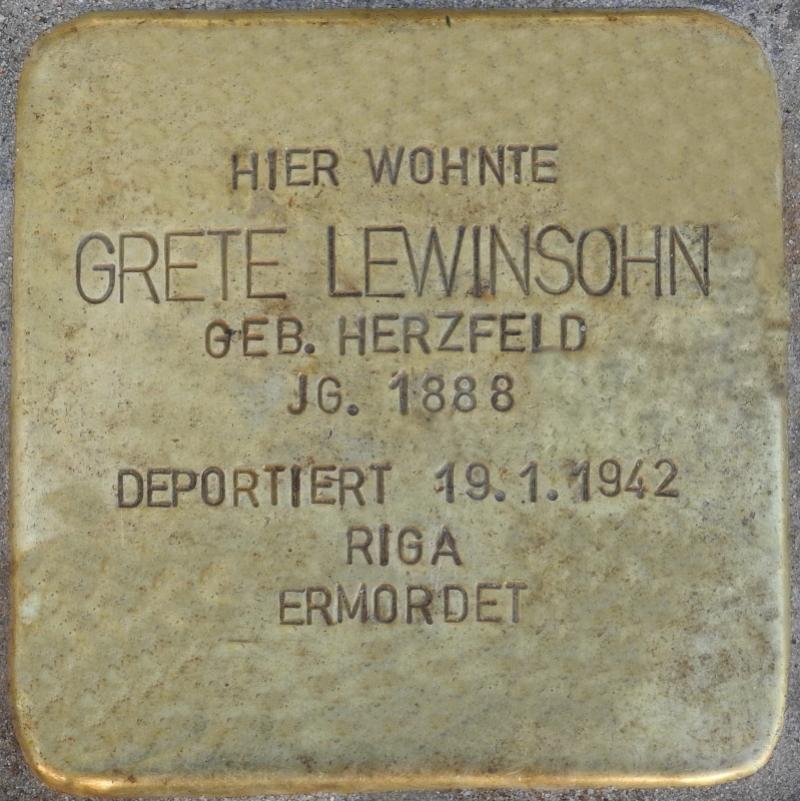 HIER WOHNTE
GRETE LEWINSOHN
GEB. HERZFELD
JG. 1888
DEPORTIERT 19.1.1942
RIGA
ERMORDET